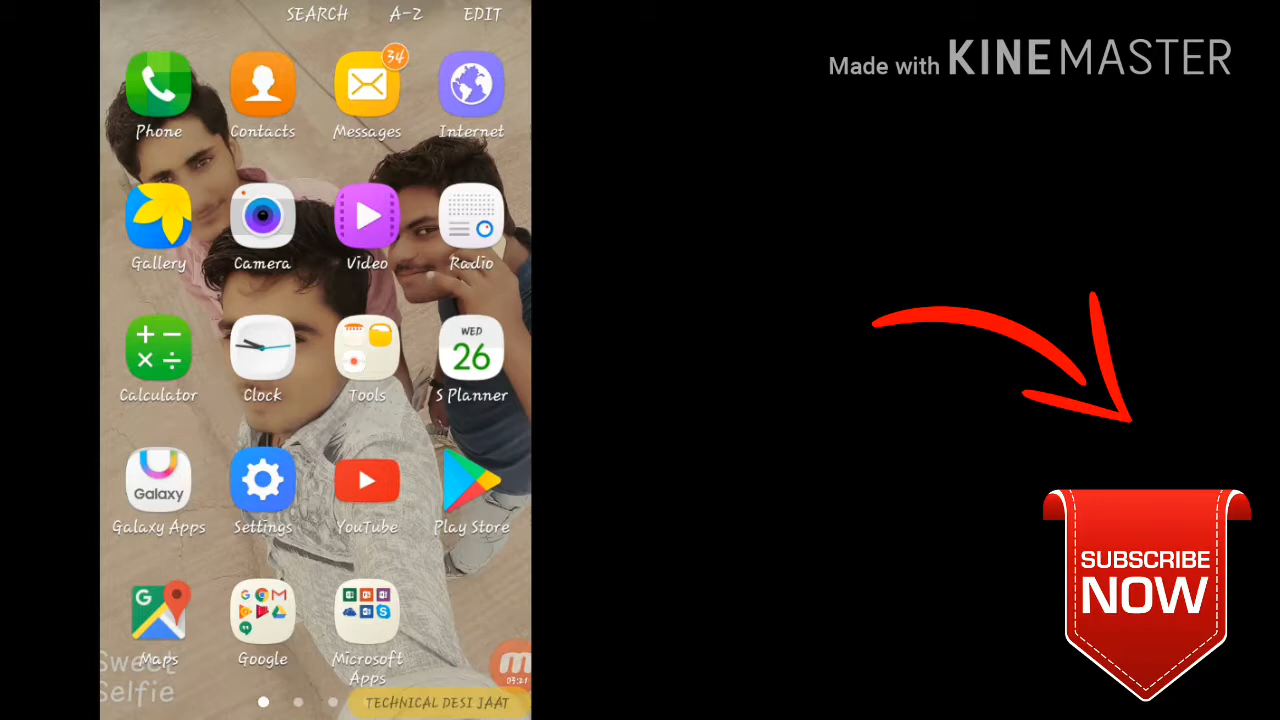 SEARCH A-Z EDIT
Made with KINEMASTER
34
Phone Contacts Messages Internet
Gallery Camera Video Radio
WED
26
Calculator Clock Tools S Planner
Galaxy
Galaxy Apps Settings YouTube Play Store
SUBSCRIBE
NOW
G
Maps Google Microsoft
Apps
Sweet
Selfie
03:21
TECHNICAL DESI JAAT